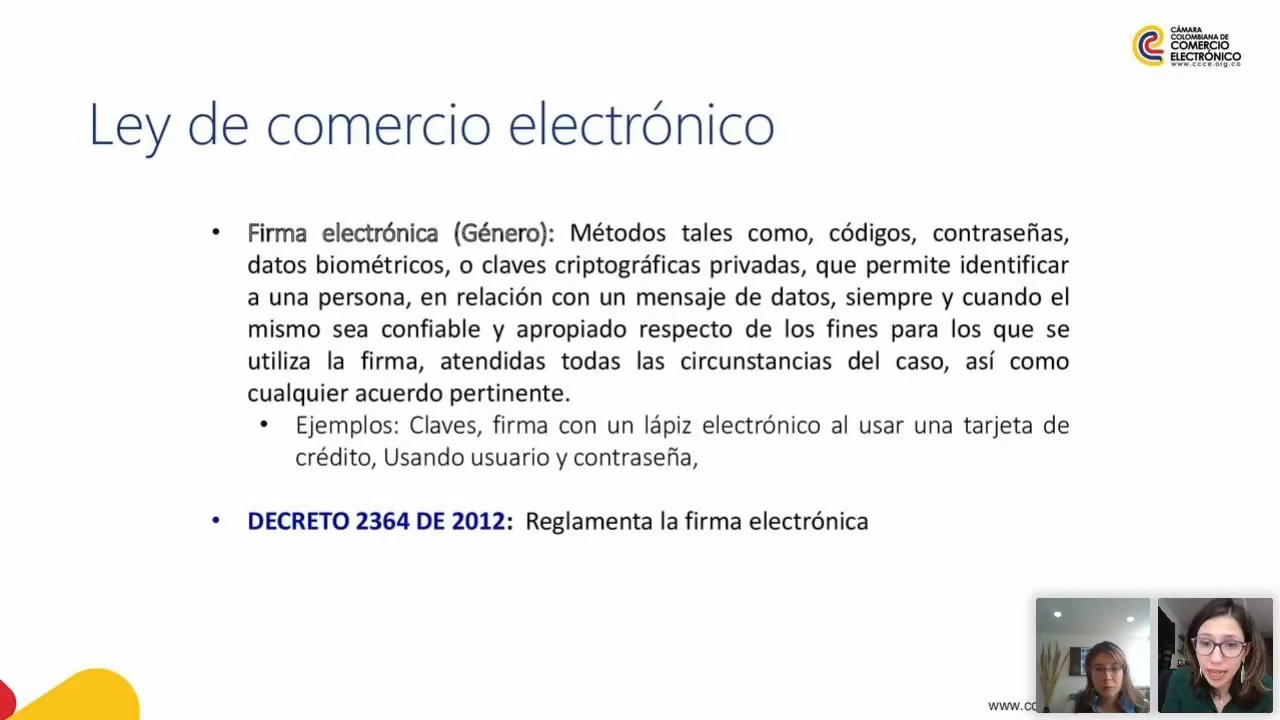 CÁMARA
COLOMBIANA DE
COMERCIO
ELECTRÓNICO
www.ccce.org.co
Ley de comercio electrónico
• Firma electrónica (Género): Métodos tales como, códigos, contraseñas,
datos biométricos, o claves criptográficas privadas, que permite identificar
a una persona, en relación con un mensaje de datos, siempre y cuando el
mismo sea confiable y apropiado respecto de los fines para los que se
utiliza la firma, atendidas todas las circunstancias del caso, así como
cualquier acuerdo pertinente.
• Ejemplos: Claves, firma con un lápiz electrónico al usar una tarjeta de
crédito, Usando usuario y contraseña,
• DECRETO 2364 DE 2012: Reglamenta la firma electrónica